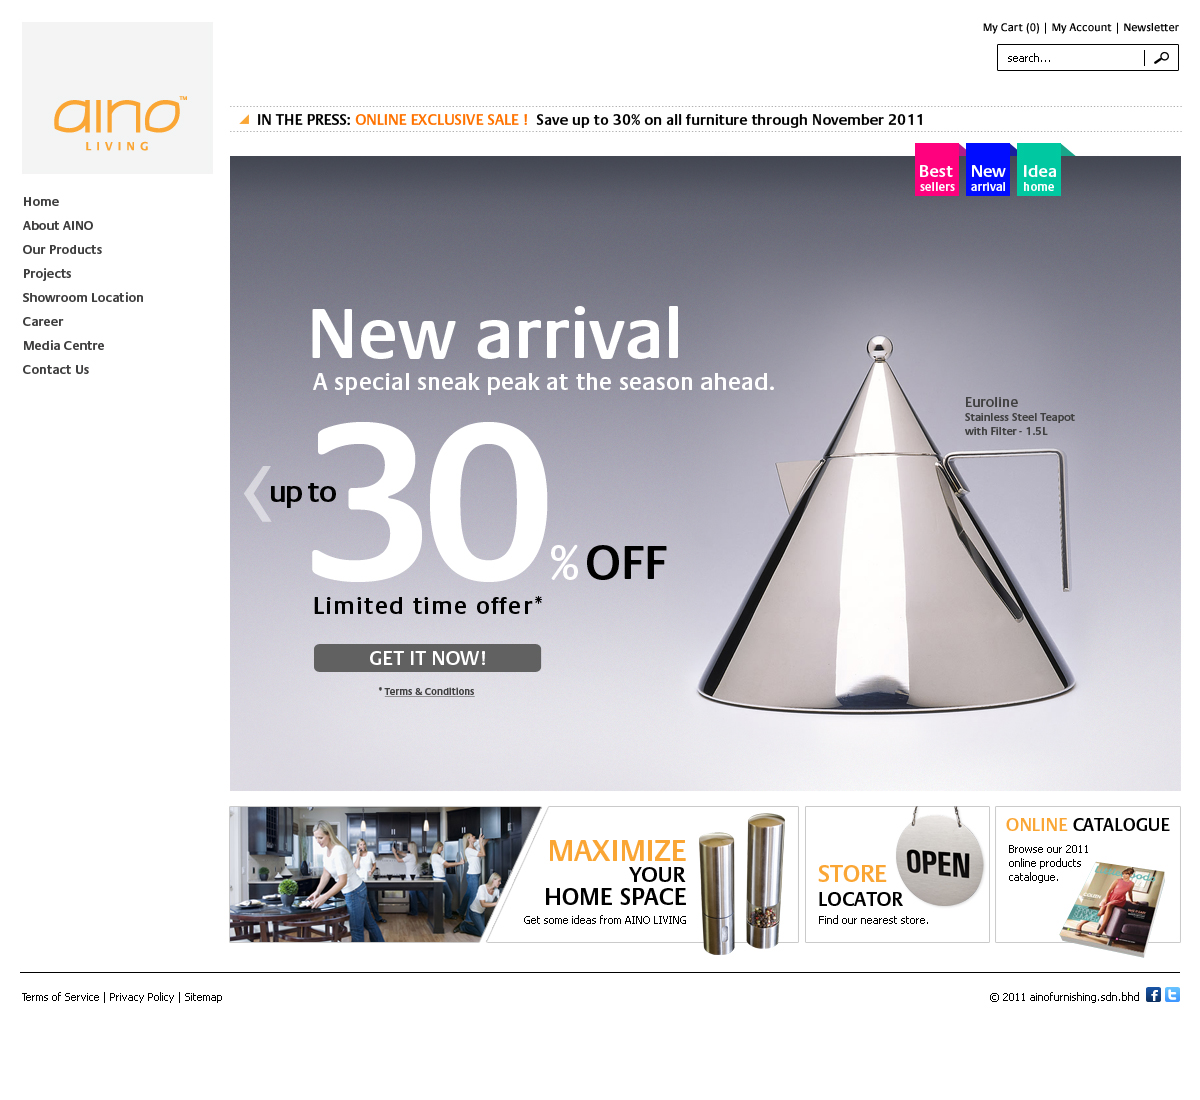 My Cart (0) | My Account | Newsletter
search...
aino™
LIVING
IN THE PRESS: ONLINE EXCLUSIVE SALE ! Save up to 30% on all furniture through November 2011
Best
sellers
New
arrival
Idea
home
Home
About AINO
Our Products
Projects
Showroom Location
Career
Media Centre
Contact Us
New arrival
A special sneak peak at the season ahead.
up to 30 % OFF
Limited time offer*
GET IT NOW!
* Terms & Conditions
Euroline
Stainless Steel Teapot
with Filter - 1.5L
MAXIMIZE
YOUR
HOME SPACE
Get some ideas from AINO LIVING
STORE
LOCATOR
Find our nearest store.
OPEN
ONLINE CATALOGUE
Browse our 2011
online products
catalogue.
Terms of Service | Privacy Policy | Sitemap
© 2011 ainofurnishing.sdn.bhd